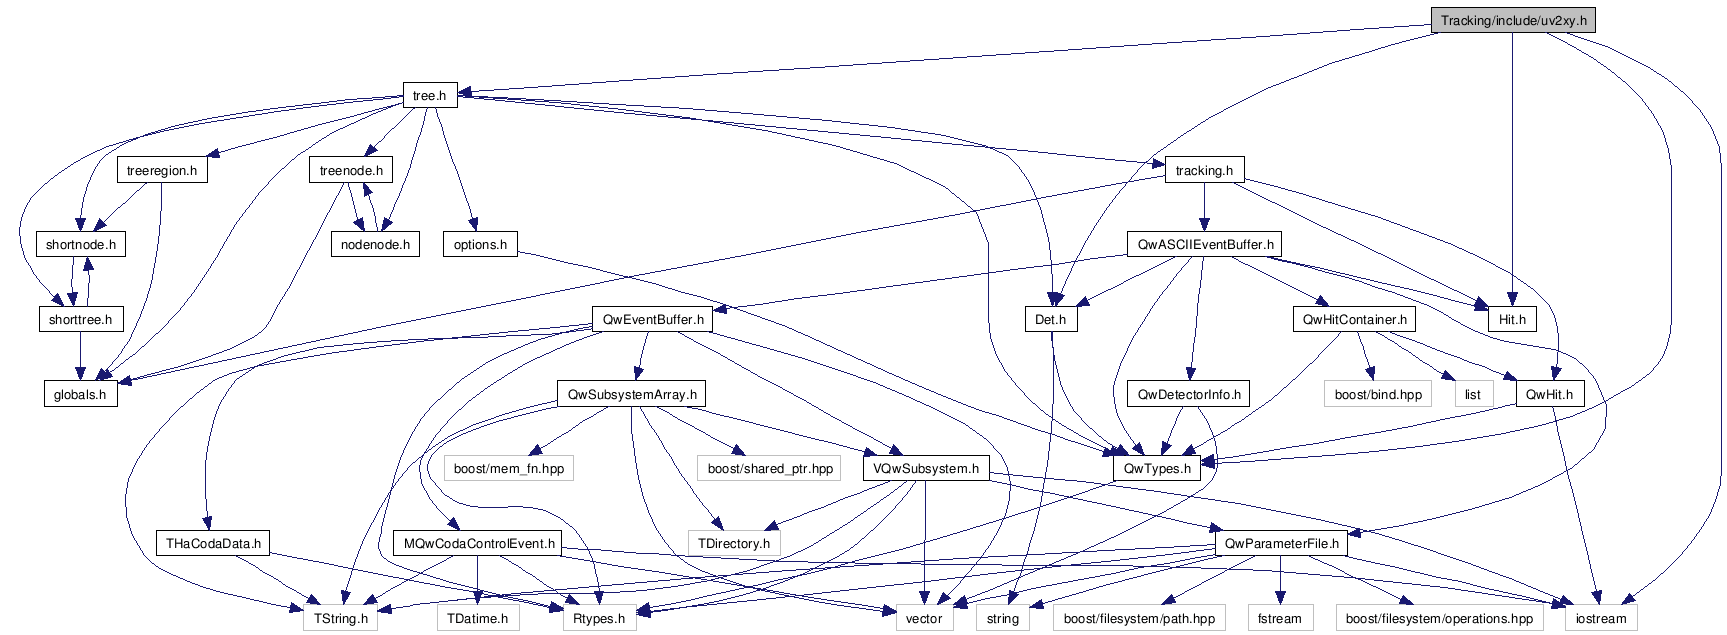 Tracking/include/uv2xy.h
tree.h
treeregion.h
treenode.h
tracking.h
shortnode.h
nodenode.h
options.h
QwASCIIEventBuffer.h
shorttree.h
QwEventBuffer.h
Det.h
QwHitContainer.h
Hit.h
globals.h
QwSubsystemArray.h
QwDetectorInfo.h
boost/bind.hpp
list
QwHit.h
boost/mem_fn.hpp
boost/shared_ptr.hpp
VQwSubsystem.h
QwTypes.h
THaCodaData.h
MQwCodaControlEvent.h
TDirectory.h
QwParameterFile.h
TString.h
TDatime.h
Rtypes.h
vector
string
boost/filesystem/path.hpp
fstream
boost/filesystem/operations.hpp
iostream